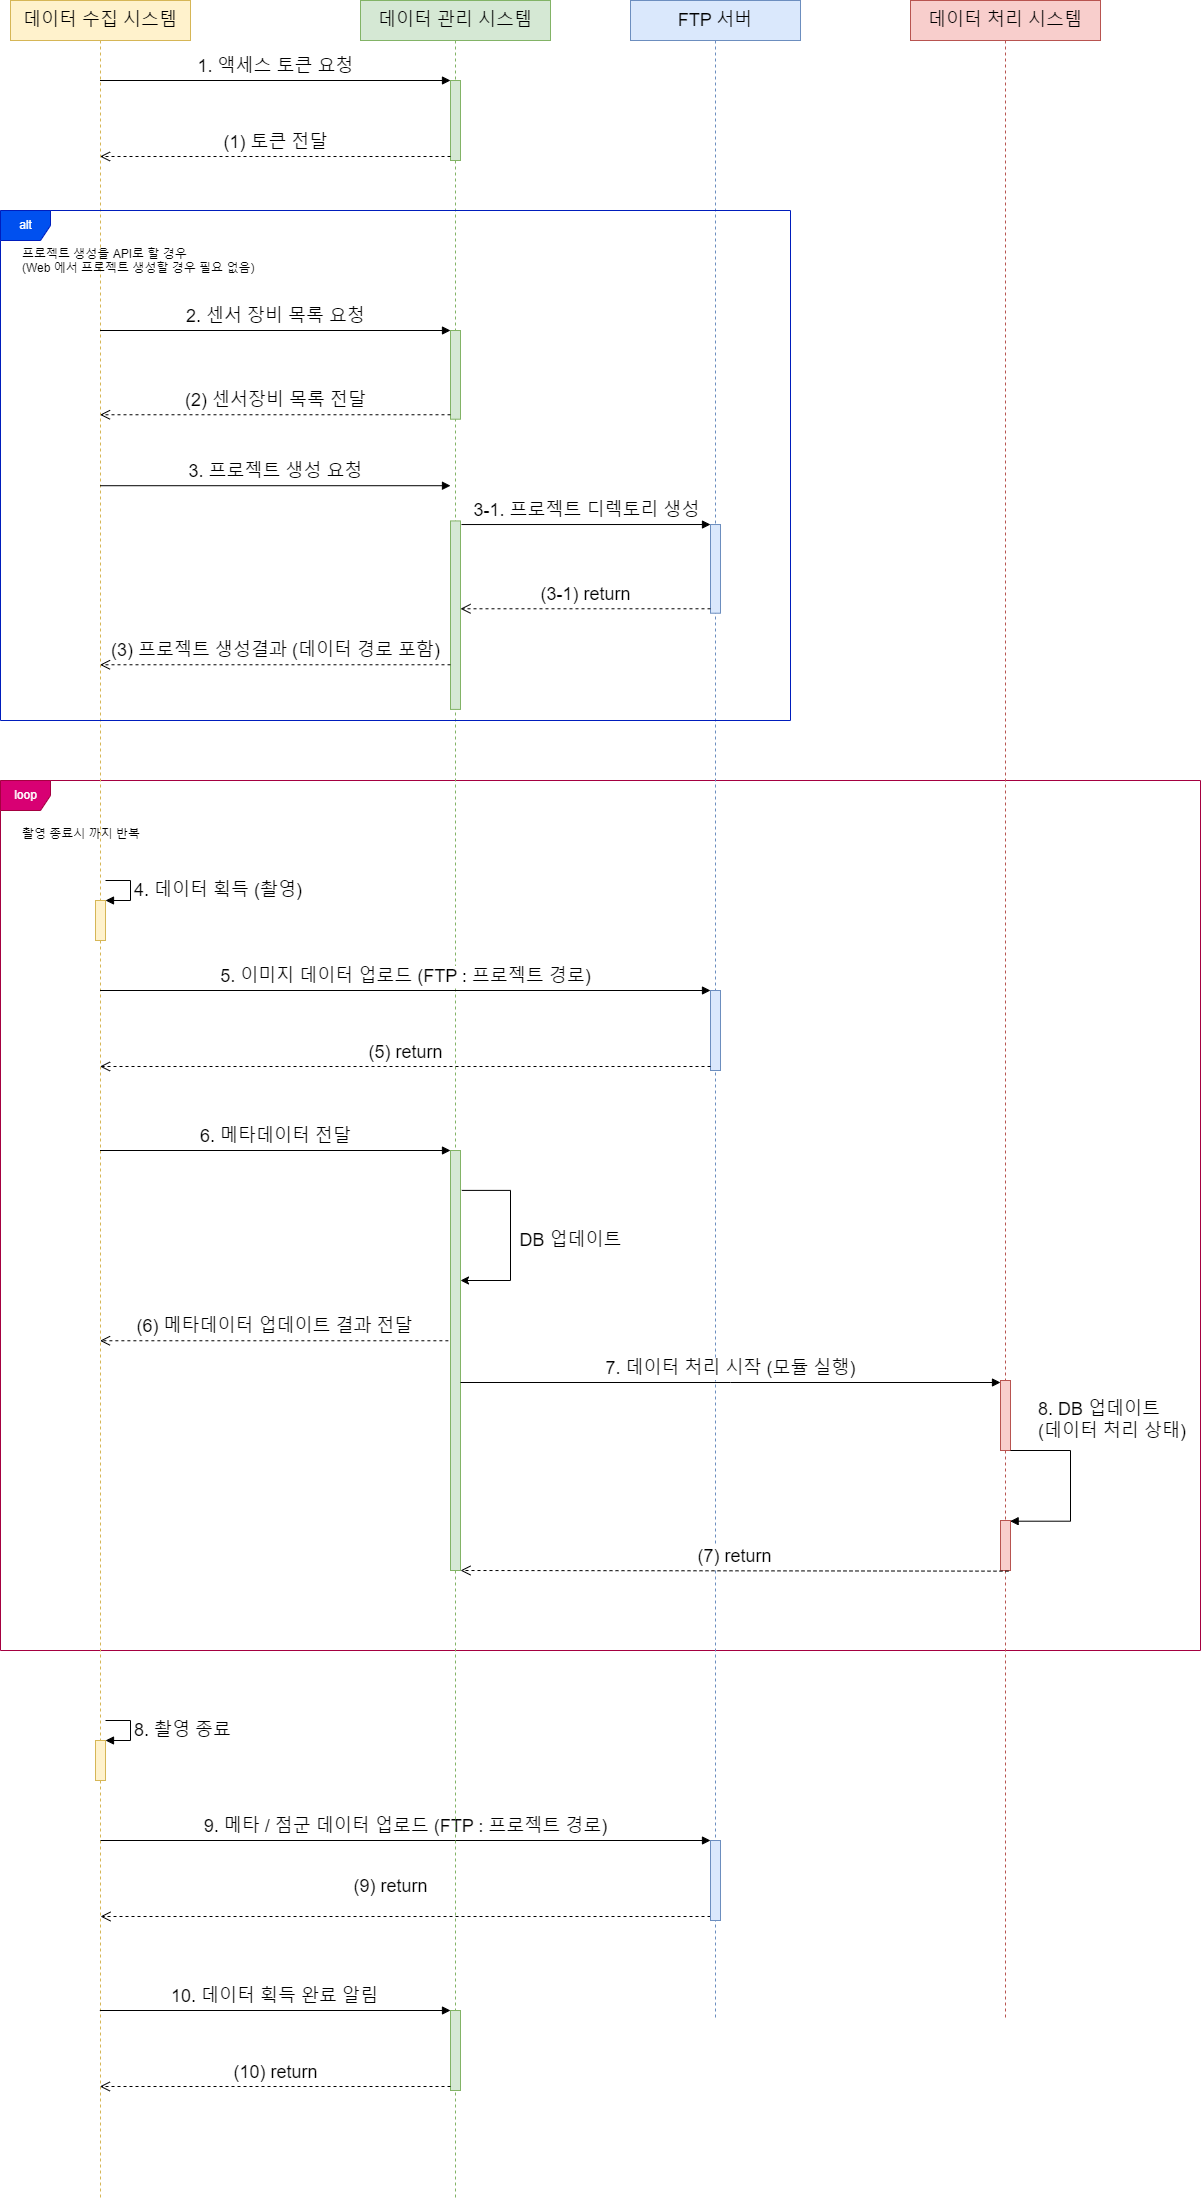 데이터 수집 시스템
데이터 관리 시스템
FTP 서버
데이터 처리 시스템
1. 액세스 토큰 요청
(1) 토큰 전달
alt
프로젝트 생성을 API로 할 경우
(Web 에서 프로젝트 생성할 경우 필요 없음)
2. 센서 장비 목록 요청
(2) 센서장비 목록 전달
3. 프로젝트 생성 요청
3-1. 프로젝트 디렉토리 생성
(3-1) return
(3) 프로젝트 생성결과 (데이터 경로 포함)
loop
촬영 종료시 까지 반복
4. 데이터 획득 (촬영)
5. 이미지 데이터 업로드 (FTP : 프로젝트 경로)
(5) return
6. 메타데이터 전달
DB 업데이트
(6) 메타데이터 업데이트 결과 전달
7. 데이터 처리 시작 (모듈 실행)
8. DB 업데이트
(데이터 처리 상태)
(7) return
8. 촬영 종료
9. 메타 / 점군 데이터 업로드 (FTP : 프로젝트 경로)
(9) return
10. 데이터 획득 완료 알림
(10) return